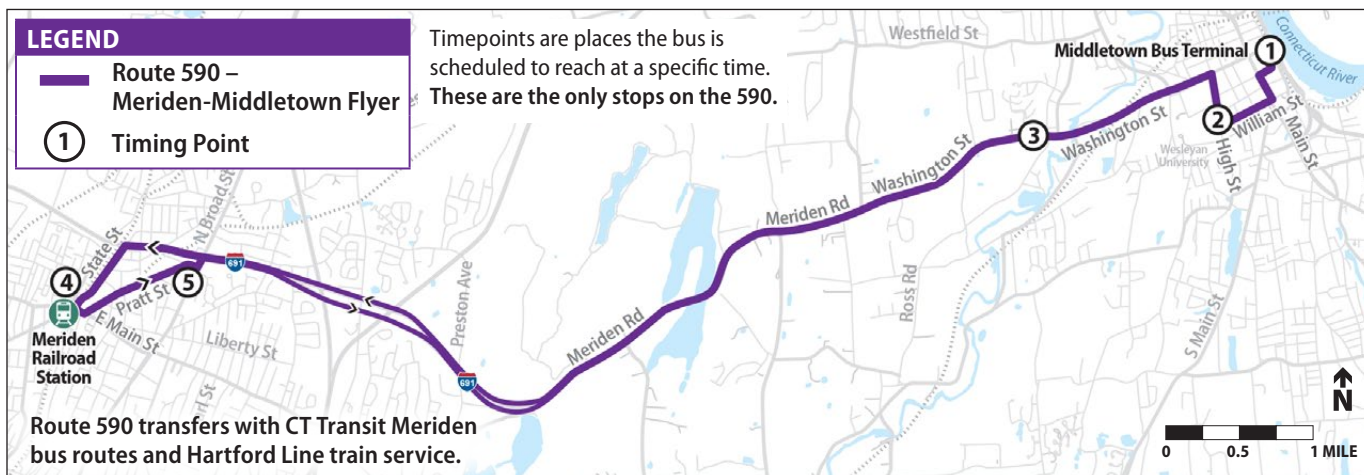 LEGEND
Route 590 –
Meriden-Middletown Flyer
1
Timing Point
Timepoints are places the bus is
scheduled to reach at a specific time.
These are the only stops on the 590.
Westfield St
Middletown Bus Terminal
1
Connecticut River
2
William St
Main St
High St
Wesleyan
University
Washington St
3
Washington St
Meriden Rd
Ross Rd
S Main St
Meriden Rd
Preston Ave
691
691
N Broad St
State St
4
5
Pratt St
E Main St
Liberty St
Meriden
Railroad
Station
Route 590 transfers with CT Transit Meriden
bus routes and Hartford Line train service.
N
0 0.5 1 MILE